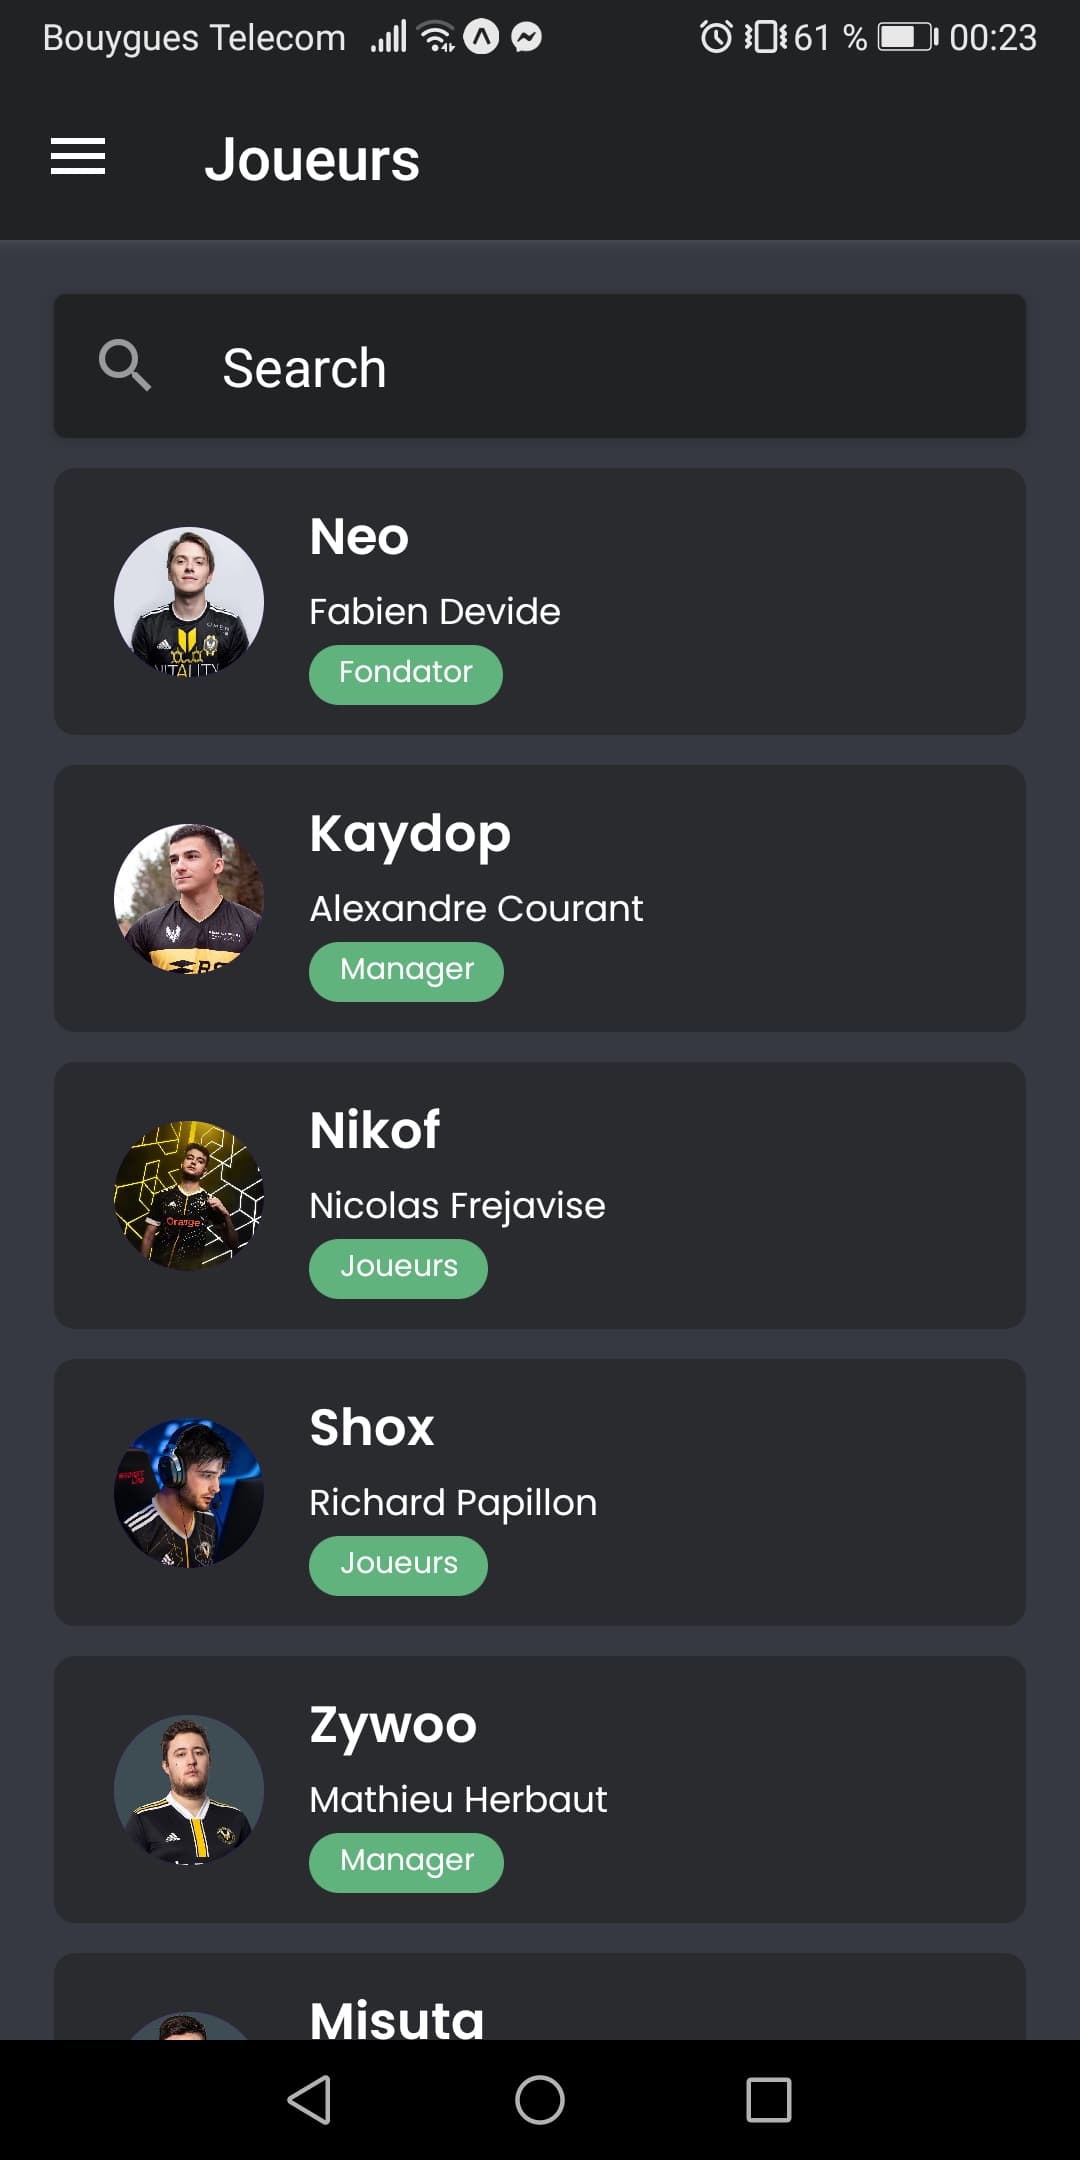 Bouygues Telecom 61 % 00:23
Joueurs
Search
Neo
Fabien Devide
Fondator
Kaydop
Alexandre Courant
Manager
Nikof
Nicolas Frejavise
Joueurs
Orange
Shox
Richard Papillon
Joueurs
Zywoo
Mathieu Herbaut
Manager
Misuta